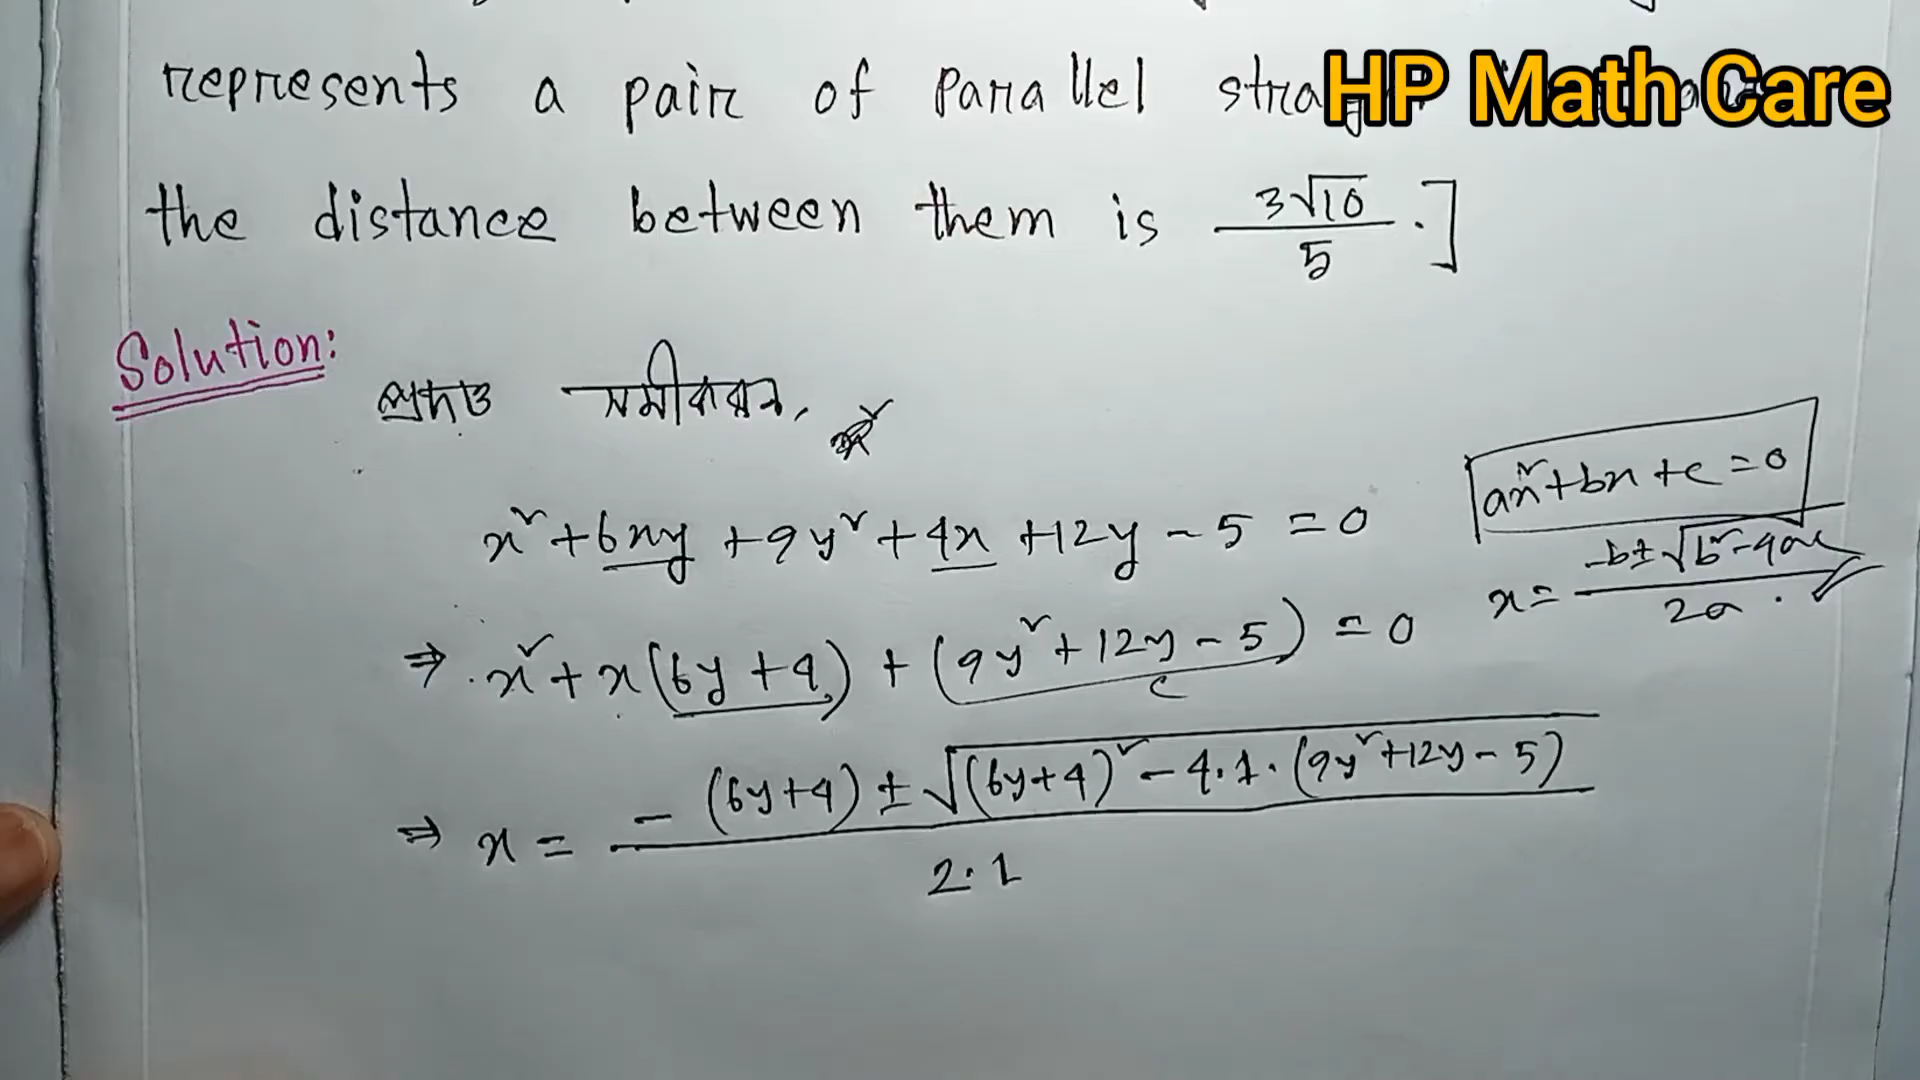 represents a pair of parallel
HP Math Care
the distance between them is 3√10/5 .]
Solution:
প্রদত্ত সমীকরণ,
x² + 6xy + 9y² + 4x + 12y - 5 = 0
ax² + bx + c = 0
x = (-b ± √(b² - 4ac))/2a .
⇒ x² + x(6y + 4) + (9y² + 12y - 5) = 0
c
⇒ x = (-(6y+4) ± √((6y+4)² - 4.1.(9y²+12y-5)))/2.1